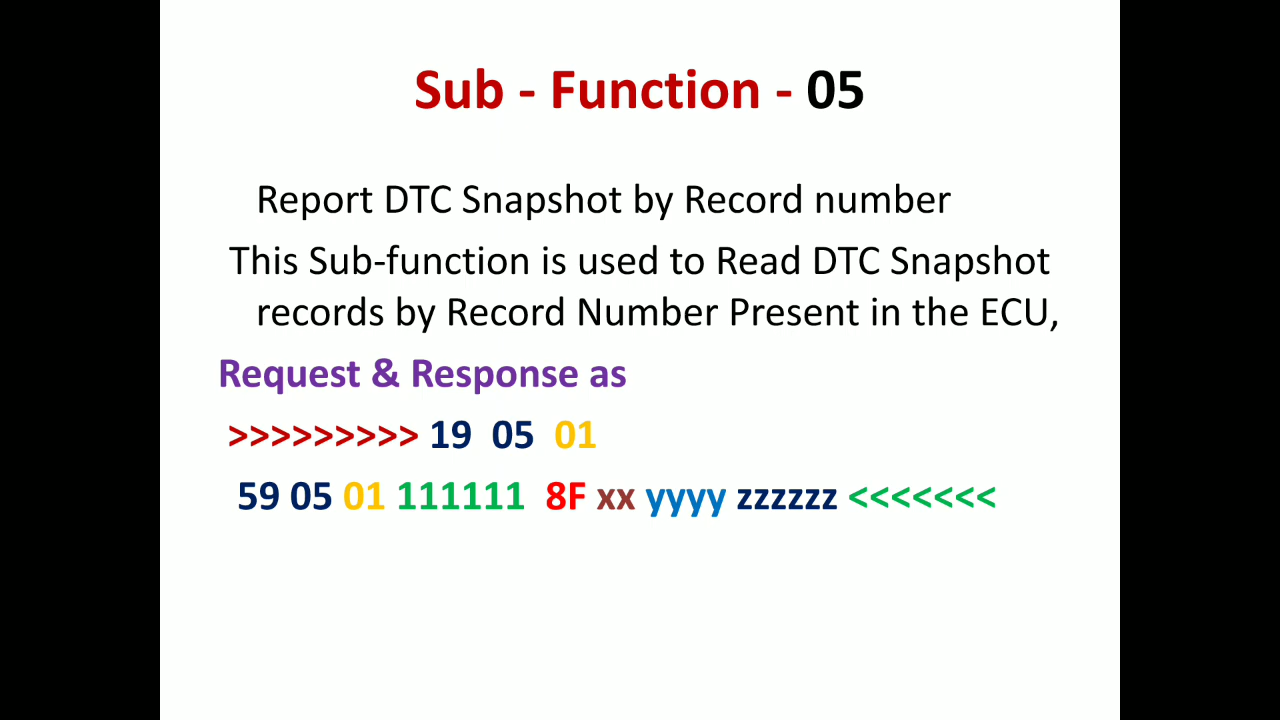 Sub - Function - 05
Report DTC Snapshot by Record number
This Sub-function is used to Read DTC Snapshot
records by Record Number Present in the ECU,
Request & Response as
>>>>>>>>> 19 05 01
59 05 01 111111 8F xx yyyy zzzzzz <<<<<<<